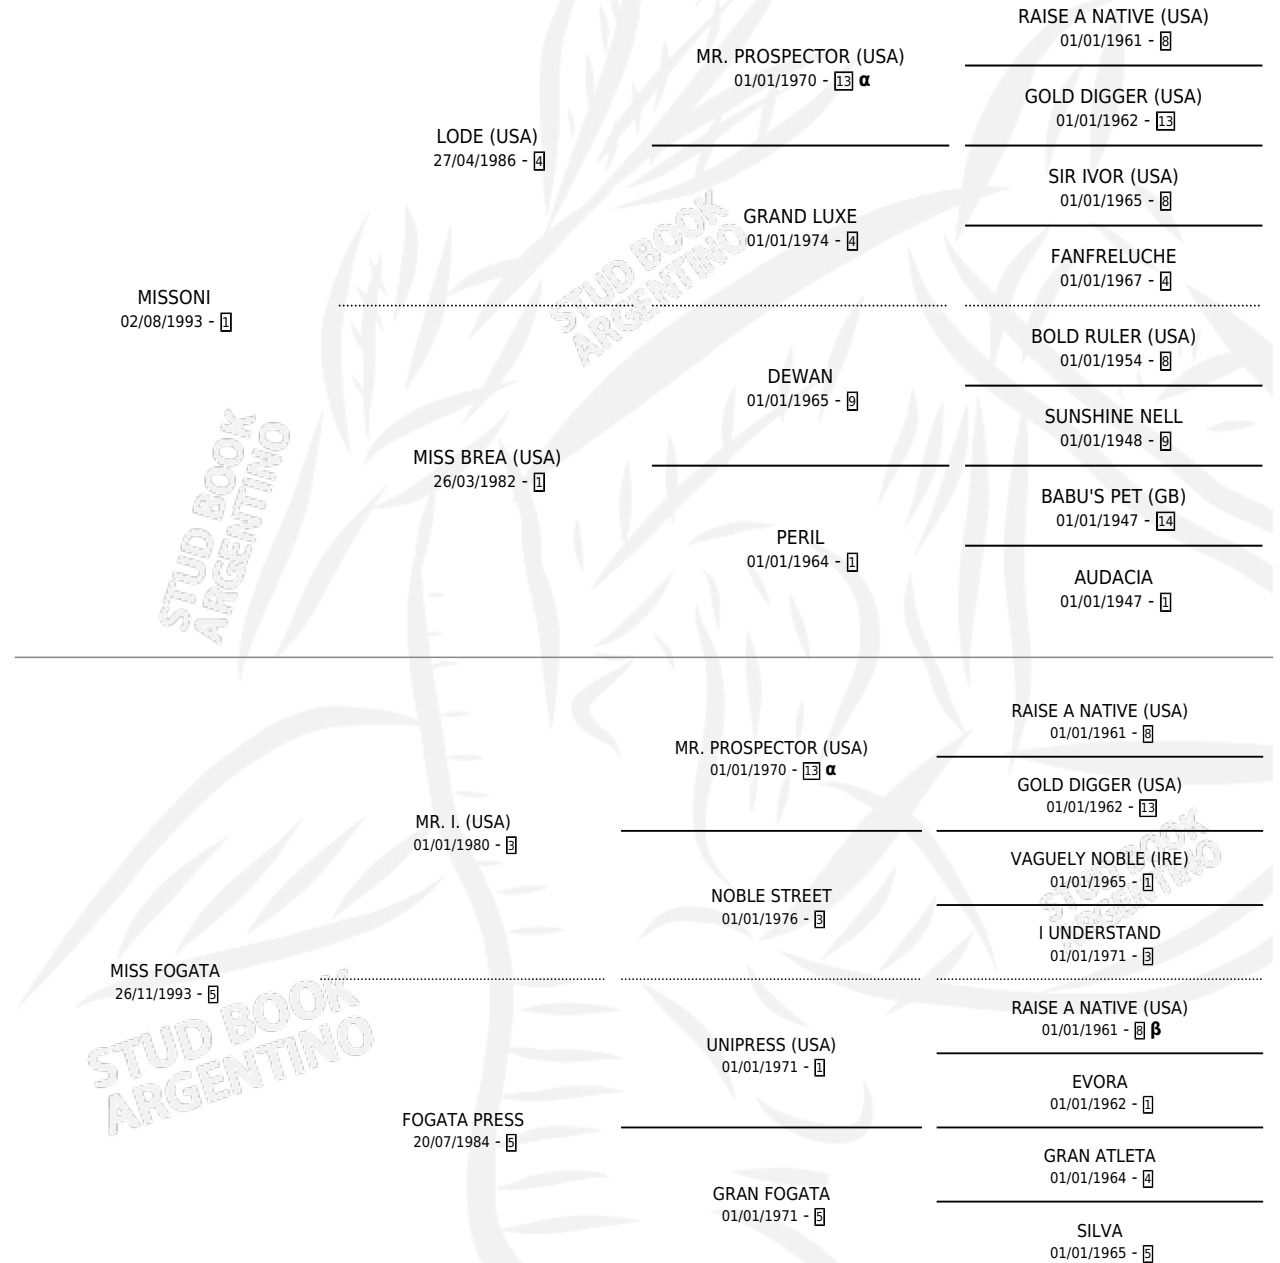 RAISE A NATIVE (USA)
01/01/1961 - 8
MR. PROSPECTOR (USA)
01/01/1970 - 13 α
GOLD DIGGER (USA)
01/01/1962 - 13
LODE (USA)
27/04/1986 - 4
SIR IVOR (USA)
01/01/1965 - 8
GRAND LUXE
01/01/1974 - 4
FANFRELUCHE
01/01/1967 - 4
MISSONI
02/08/1993 - 1
STUD BOOK
ARGENTINO
BOLD RULER (USA)
01/01/1954 - 8
DEWAN
01/01/1965 - 9
SUNSHINE NELL
01/01/1948 - 9
MISS BREA (USA)
26/03/1982 - 1
BABU'S PET (GB)
01/01/1947 - 14
PERIL
01/01/1964 - 1
AUDACIA
01/01/1947 - 1
STUD BOOK
ARGENTINO
RAISE A NATIVE (USA)
01/01/1961 - 8
MR. PROSPECTOR (USA)
01/01/1970 - 13 α
GOLD DIGGER (USA)
01/01/1962 - 13
MR. I. (USA)
01/01/1980 - 3
VAGUELY NOBLE (IRE)
01/01/1965 - 1
NOBLE STREET
01/01/1976 - 3
I UNDERSTAND
01/01/1971 - 3
STUD BOOK
ARGENTINO
MISS FOGATA
26/11/1993 - 5
STUD BOOK
ARGENTINO
RAISE A NATIVE (USA)
01/01/1961 - 8 β
UNIPRESS (USA)
01/01/1971 - 1
EVORA
01/01/1962 - 1
FOGATA PRESS
20/07/1984 - 5
GRAN ATLETA
01/01/1964 - 4
GRAN FOGATA
01/01/1971 - 5
SILVA
01/01/1965 - 5